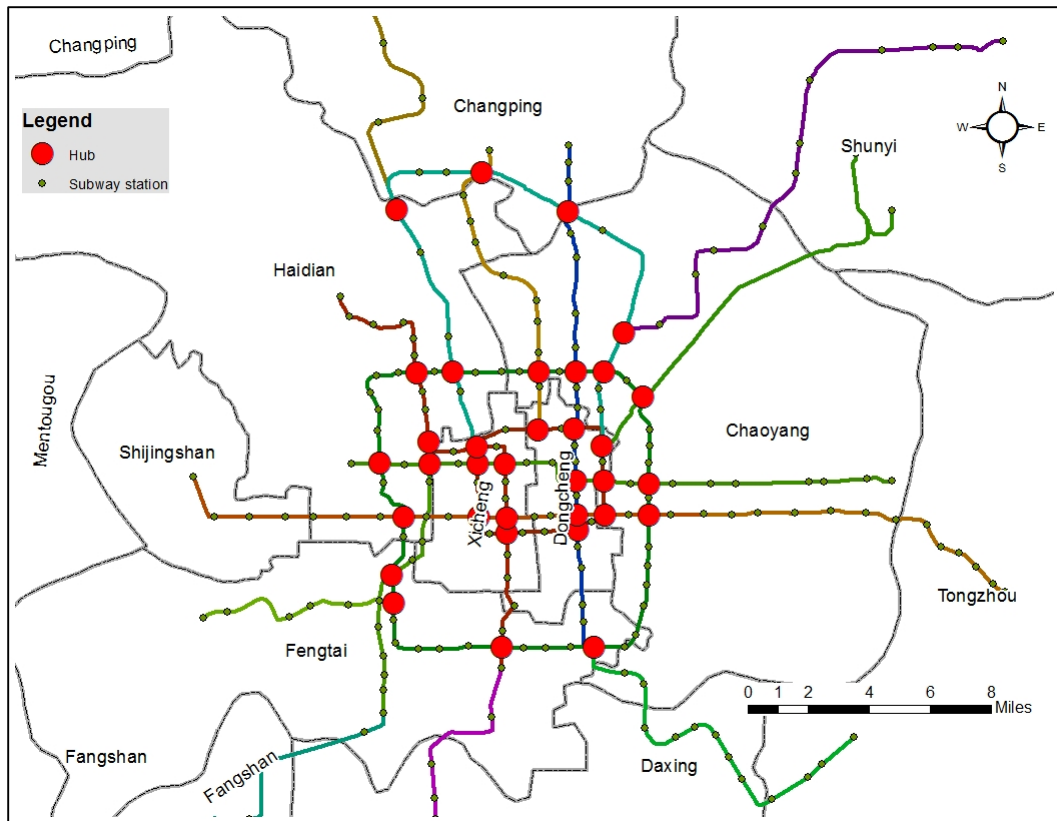 Changping
Legend
Hub
Subway station
Changping
N
W E
S
Shunyi
Haidian
Mentougou
Shijingshan
Chaoyang
Xicheng
Dongcheng
Tongzhou
Fengtai
0 1 2 4 6 8
Miles
Fangshan
Fangshan
Daxing